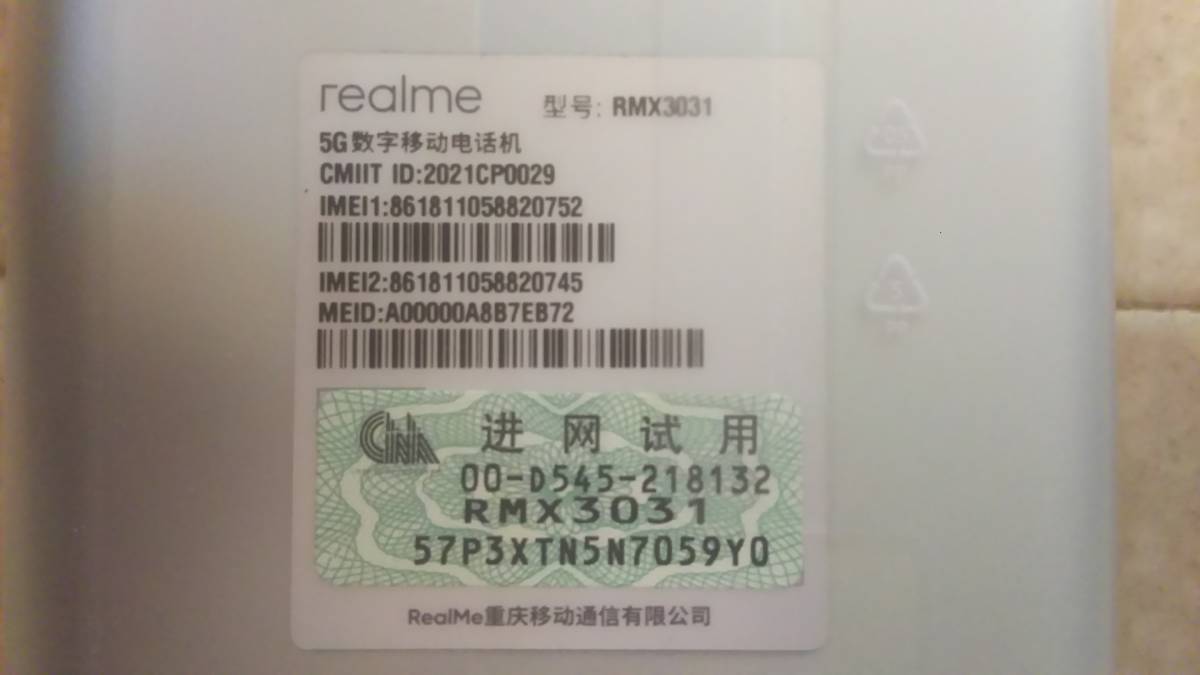 realme 型号: RMX3031
5G数字移动电话机
CMIIT ID:2021CP0029
IMEI1:861811058820752
IMEI2:861811058820745
MEID:A00000A8B7EB72
进网试用
00-D545-218132
RMX3031
57P3XTN5N7059Y0
RealMe重庆移动通信有限公司